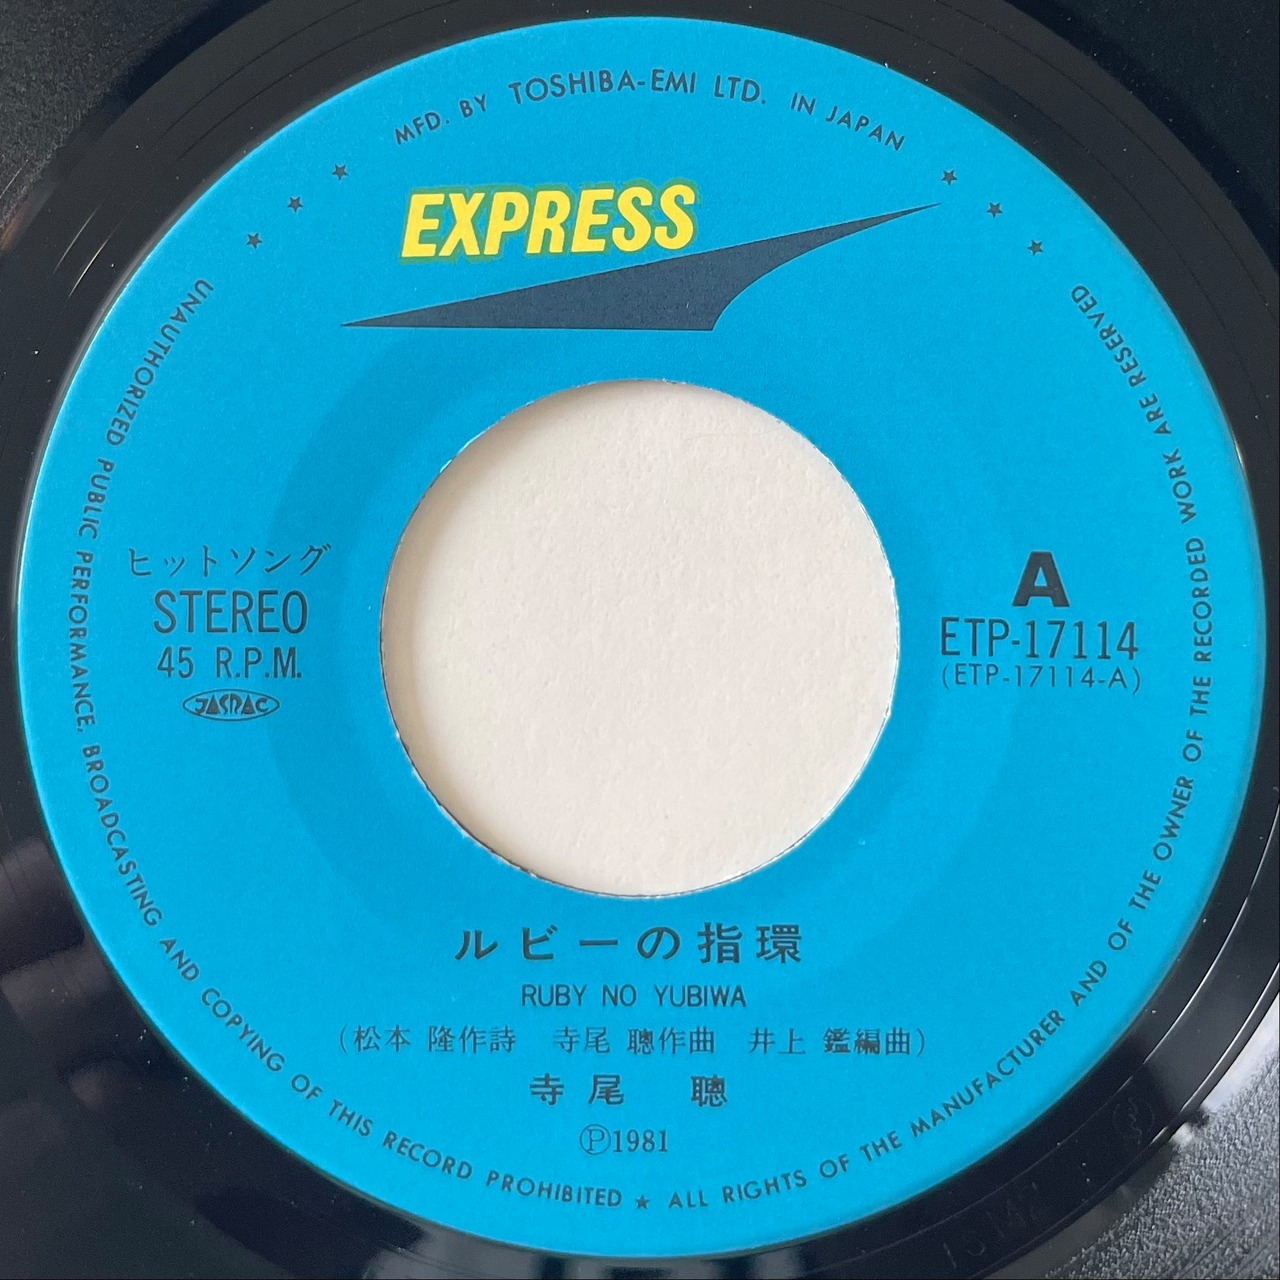 MFD. BY TOSHIBA-EMI LTD. IN JAPAN
EXPRESS
ヒットソング
STEREO
45 R.P.M.
JASRAC
A
ETP-17114
(ETP-17114-A)
ルビーの指環
RUBY NO YUBIWA
(松本 隆作詩 寺尾 聰作曲 井上 鑑編曲)
寺尾 聰
Ⓟ1981
UNAUTHORIZED PUBLIC PERFORMANCE, BROADCASTING AND COPYING OF THIS RECORD PROHIBITED ★ ALL RIGHTS OF THE MANUFACTURER AND OF THE OWNER OF THE RECORDED WORK ARE RESERVED